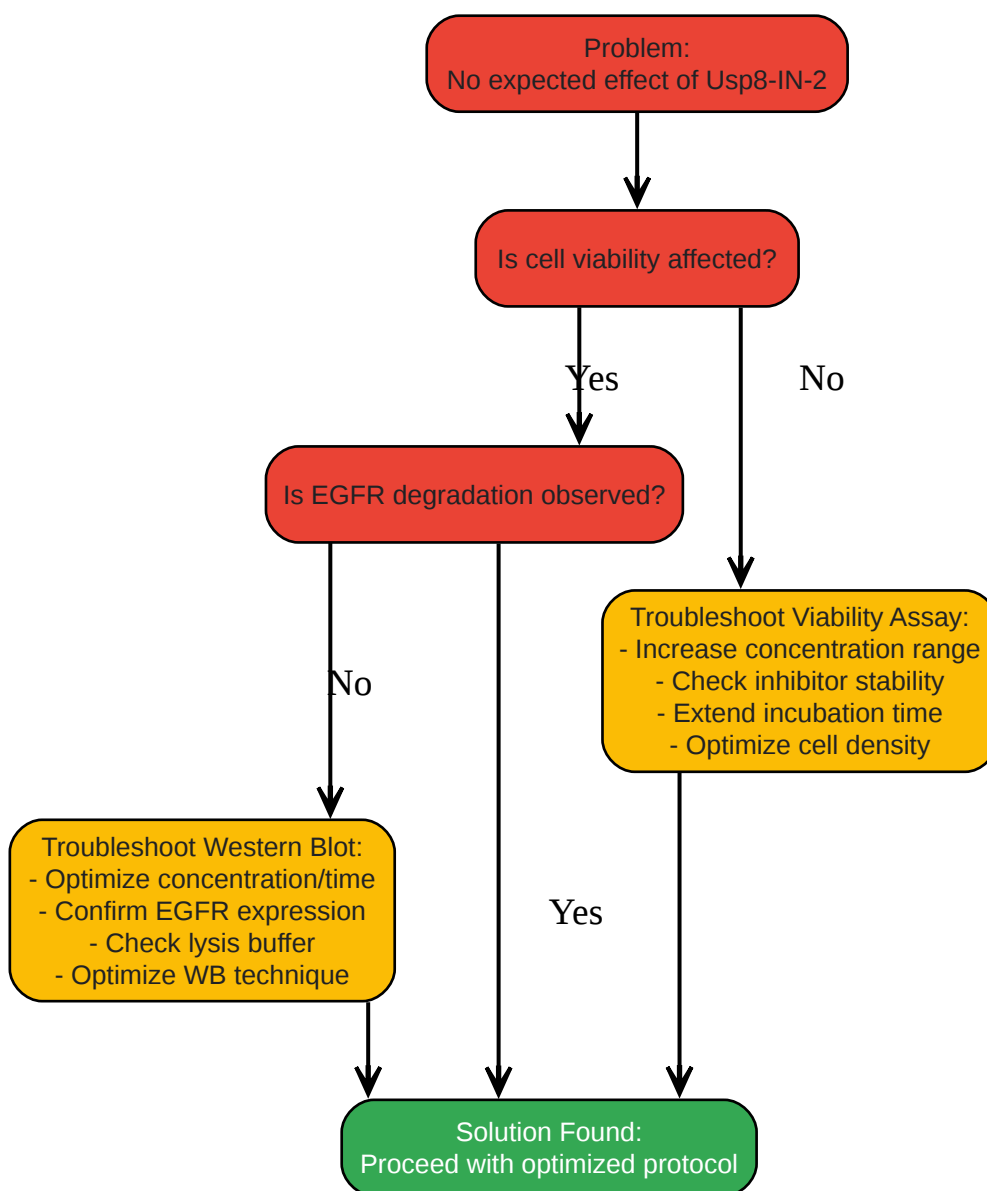 Problem:
No expected effect of Usp8-IN-2
Is cell viability affected?
Yes
No
Is EGFR degradation observed?
Troubleshoot Viability Assay:
- Increase concentration range
- Check inhibitor stability
- Extend incubation time
- Optimize cell density
No
Troubleshoot Western Blot:
- Optimize concentration/time
- Confirm EGFR expression
- Check lysis buffer
- Optimize WB technique
Yes
Solution Found:
Proceed with optimized protocol